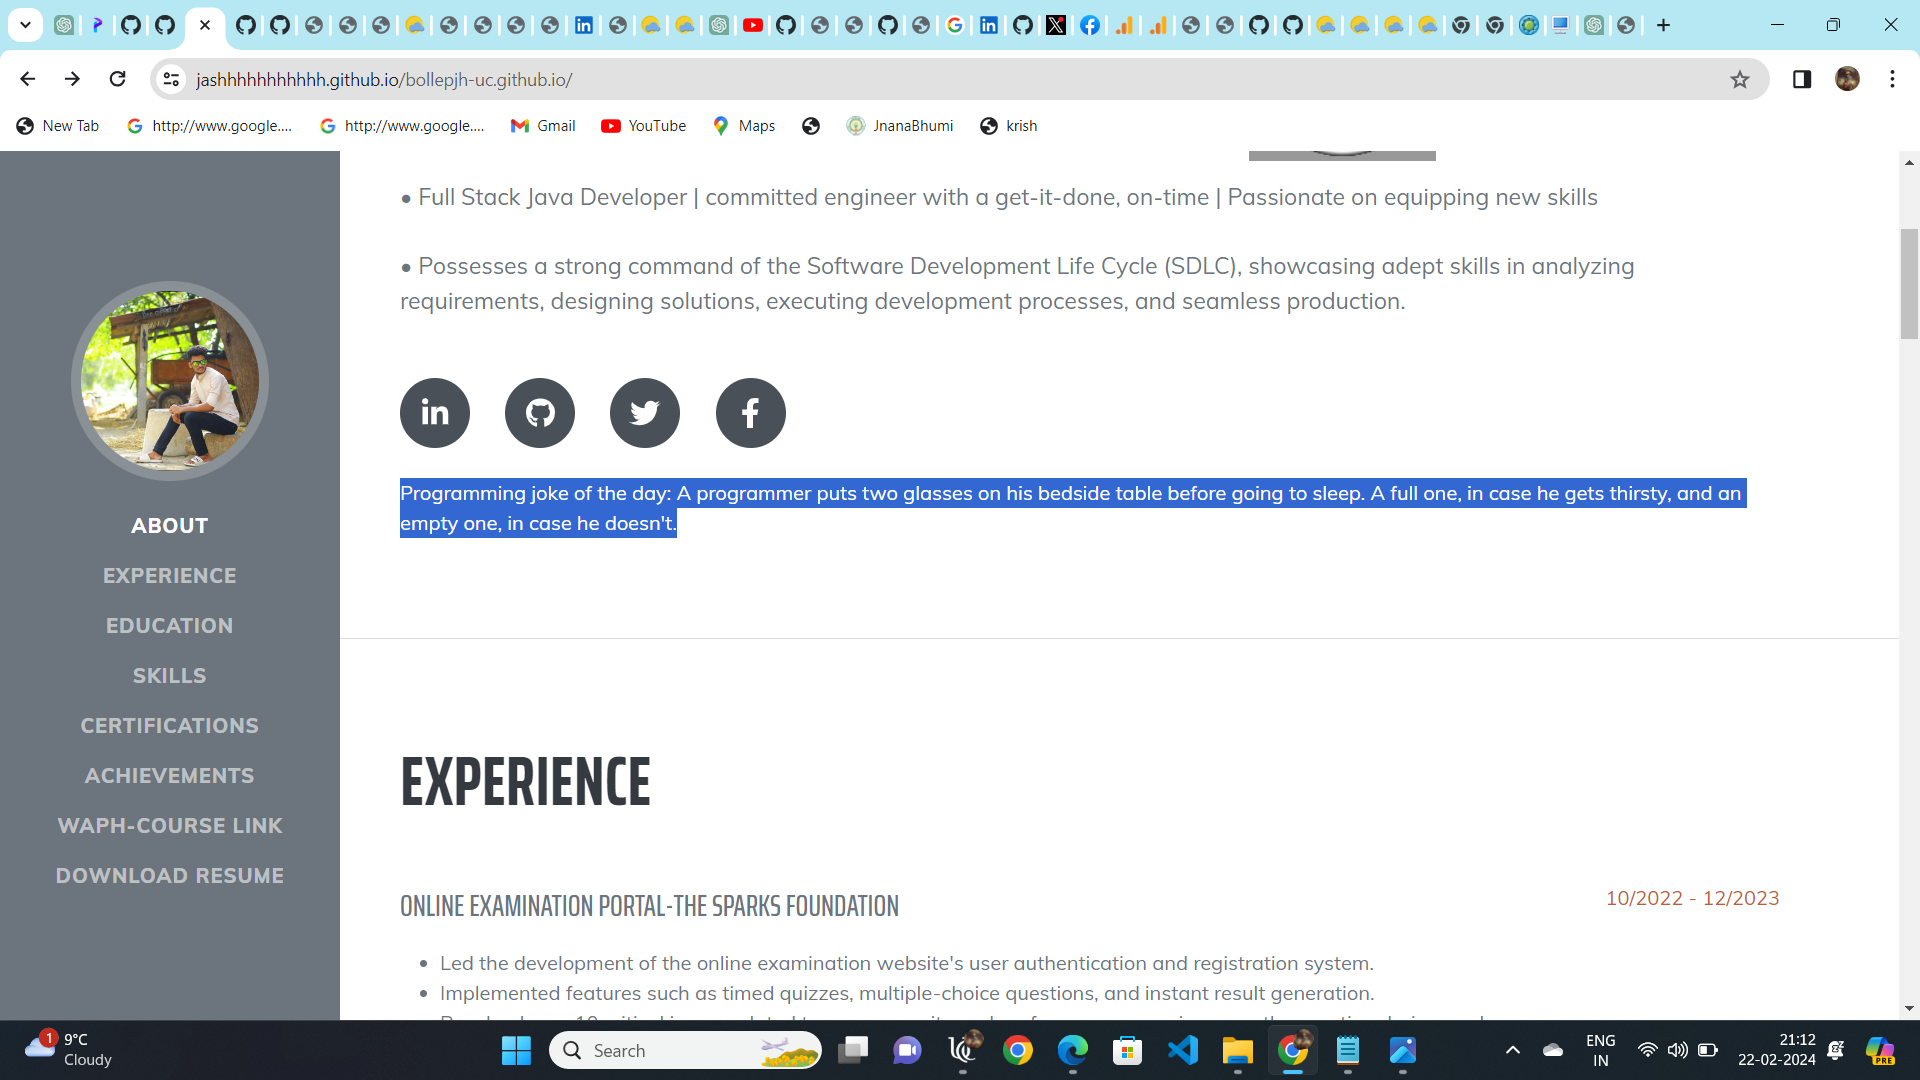 jashhhhhhhhhhh.github.io/bollepjh-uc.github.io/
New Tab
http://www.google....
http://www.google....
Gmail
YouTube
Maps
JnanaBhumi
krish
• Full Stack Java Developer | committed engineer with a get-it-done, on-time | Passionate on equipping new skills
• Possesses a strong command of the Software Development Life Cycle (SDLC), showcasing adept skills in analyzing
requirements, designing solutions, executing development processes, and seamless production.
Programming joke of the day: A programmer puts two glasses on his bedside table before going to sleep. A full one, in case he gets thirsty, and an
empty one, in case he doesn't.
ABOUT
EXPERIENCE
EDUCATION
SKILLS
CERTIFICATIONS
ACHIEVEMENTS
WAPH-COURSE LINK
DOWNLOAD RESUME
EXPERIENCE
ONLINE EXAMINATION PORTAL-THE SPARKS FOUNDATION
10/2022 - 12/2023
• Led the development of the online examination website's user authentication and registration system.
• Implemented features such as timed quizzes, multiple-choice questions, and instant result generation.
1
9°C
Cloudy
Search
ENG
IN
21:12
22-02-2024
PRE